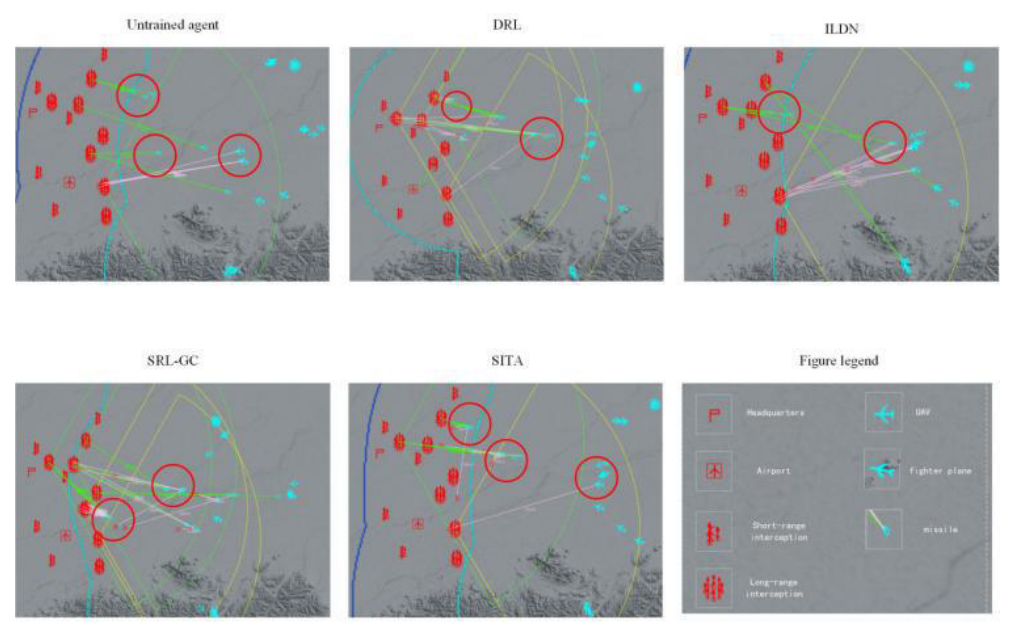 Untrained agent
DRL
ILDN
SRL-GC
SITA
Figure legend
Headquarters
UAV
Airport
fighter plane
Short-range
interception
missile
Long-range
interception